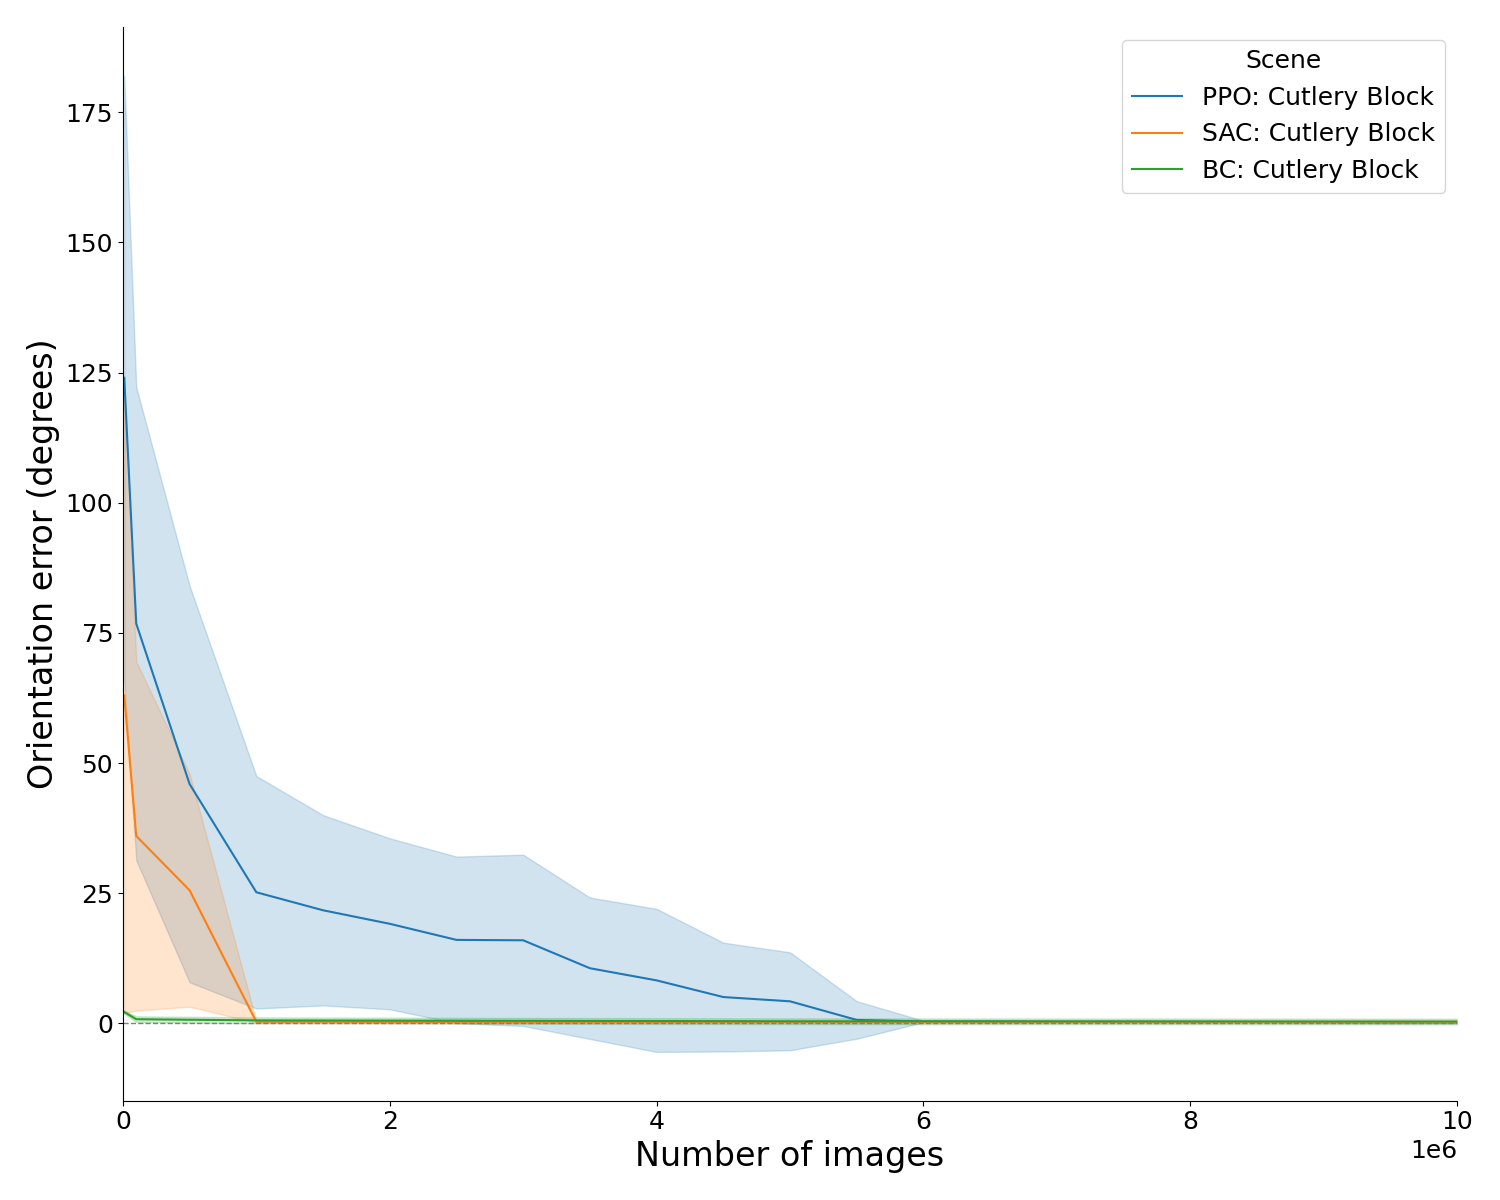 Scene
PPO: Cutlery Block
SAC: Cutlery Block
BC: Cutlery Block
Orientation error (degrees)
175
150
125
100
75
50
25
0
0 2 4 6 8 10
1e6
Number of images